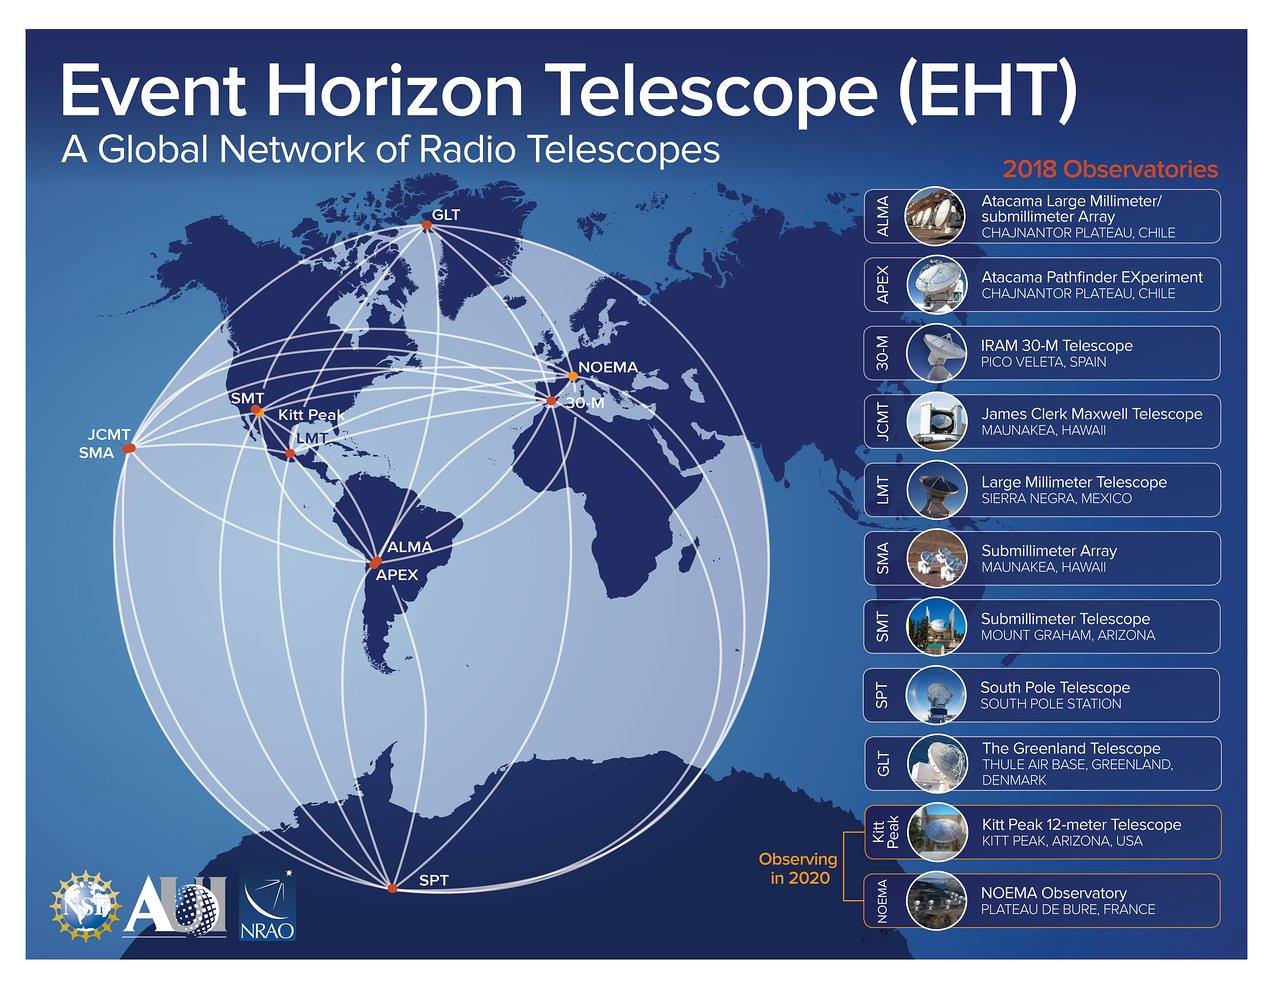 Event Horizon Telescope (EHT)
A Global Network of Radio Telescopes
2018 Observatories
GLT
NOEMA
30-M
SMT
Kitt Peak
JCMT
SMA
LMT
ALMA
APEX
SPT
ALMA
Atacama Large Millimeter/
submillimeter Array
CHAJNANTOR PLATEAU, CHILE
APEX
Atacama Pathfinder EXperiment
CHAJNANTOR PLATEAU, CHILE
30-M
IRAM 30-M Telescope
PICO VELETA, SPAIN
JCMT
James Clerk Maxwell Telescope
MAUNAKEA, HAWAII
LMT
Large Millimeter Telescope
SIERRA NEGRA, MEXICO
SMA
Submillimeter Array
MAUNAKEA, HAWAII
SMT
Submillimeter Telescope
MOUNT GRAHAM, ARIZONA
SPT
South Pole Telescope
SOUTH POLE STATION
GLT
The Greenland Telescope
THULE AIR BASE, GREENLAND,
DENMARK
Observing
in 2020
Kitt
Peak
Kitt Peak 12-meter Telescope
KITT PEAK, ARIZONA, USA
NOEMA
NOEMA Observatory
PLATEAU DE BURE, FRANCE
NSF
AUI
NRAO